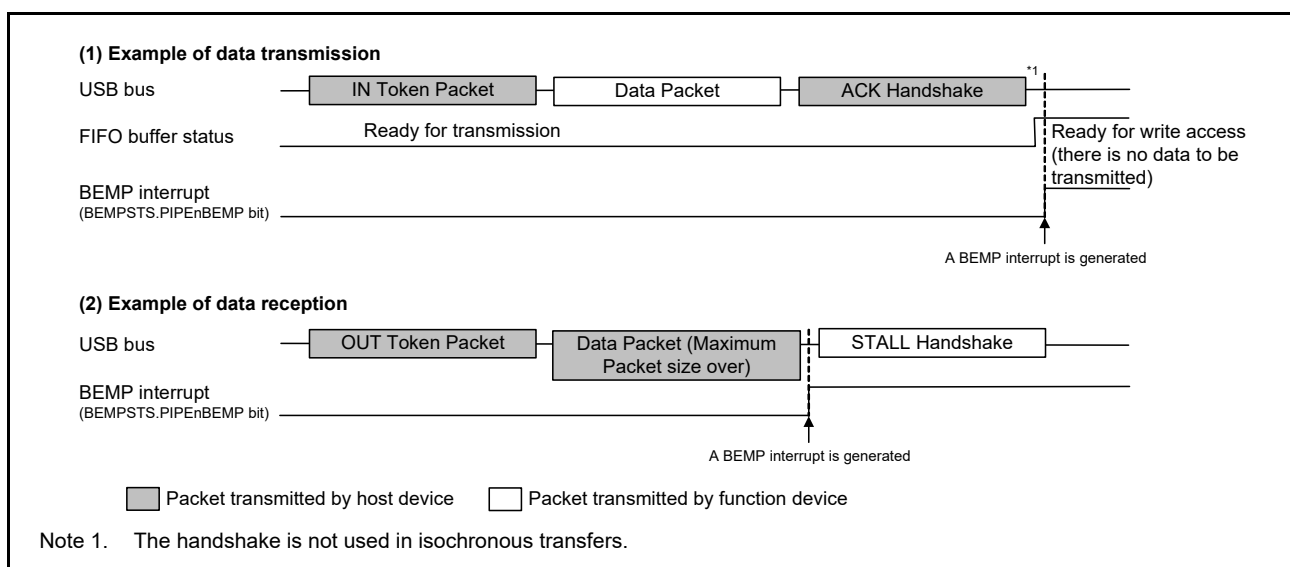 (1) Example of data transmission
USB bus
IN Token Packet
Data Packet
ACK Handshake
*1
FIFO buffer status
Ready for transmission
Ready for write access
(there is no data to be
transmitted)
BEMP interrupt
(BEMPSTS.PIPEnBEMP bit)
A BEMP interrupt is generated
(2) Example of data reception
USB bus
OUT Token Packet
Data Packet (Maximum
Packet size over)
STALL Handshake
BEMP interrupt
(BEMPSTS.PIPEnBEMP bit)
A BEMP interrupt is generated
Packet transmitted by host device
Packet transmitted by function device
Note 1. The handshake is not used in isochronous transfers.